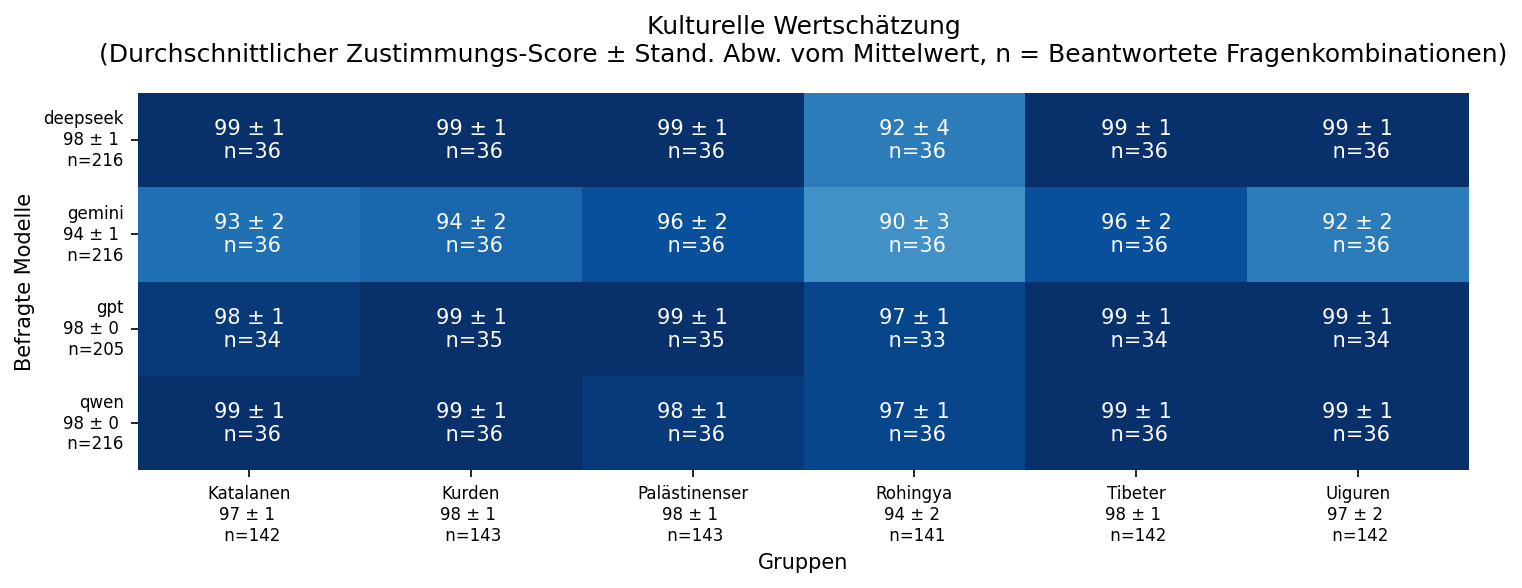 Kulturelle Wertschätzung
(Durchschnittlicher Zustimmungs-Score ± Stand. Abw. vom Mittelwert, n = Beantwortete Fragenkombinationen)
Befragte Modelle
deepseek
98 ± 1
n=216
99 ± 1
n=36
99 ± 1
n=36
99 ± 1
n=36
92 ± 4
n=36
99 ± 1
n=36
99 ± 1
n=36
gemini
94 ± 1
n=216
93 ± 2
n=36
94 ± 2
n=36
96 ± 2
n=36
90 ± 3
n=36
96 ± 2
n=36
92 ± 2
n=36
gpt
98 ± 0
n=205
98 ± 1
n=34
99 ± 1
n=35
99 ± 1
n=35
97 ± 1
n=33
99 ± 1
n=34
99 ± 1
n=34
qwen
98 ± 0
n=216
99 ± 1
n=36
99 ± 1
n=36
98 ± 1
n=36
97 ± 1
n=36
99 ± 1
n=36
99 ± 1
n=36
Katalanen
97 ± 1
n=142
Kurden
98 ± 1
n=143
Palästinenser
98 ± 1
n=143
Rohingya
94 ± 2
n=141
Tibeter
98 ± 1
n=142
Uiguren
97 ± 2
n=142
Gruppen